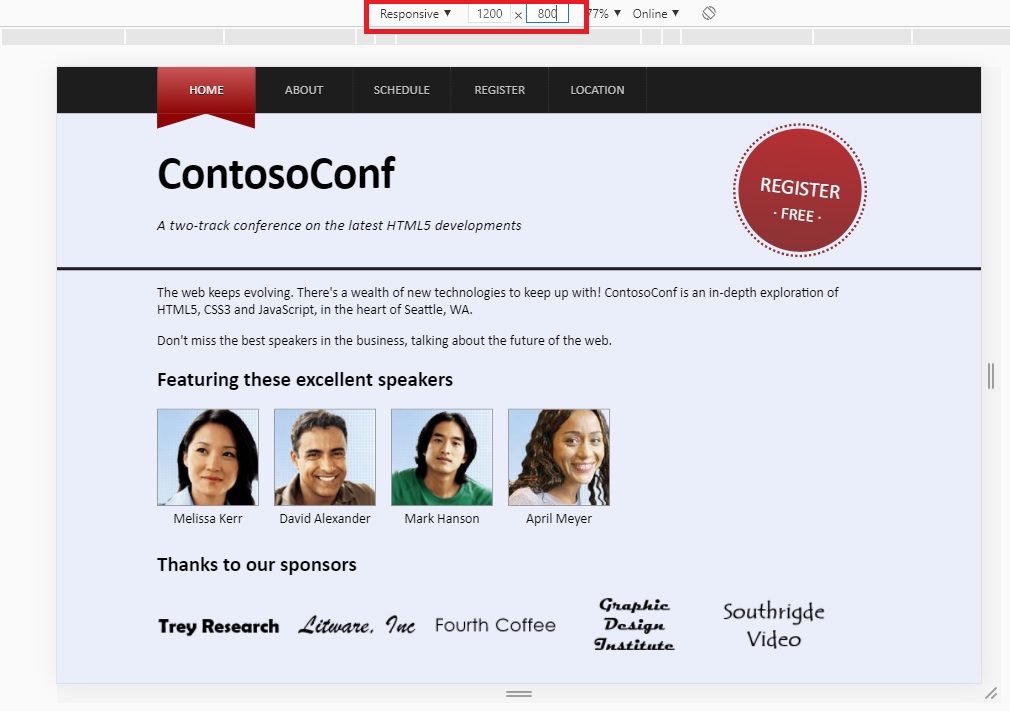 Responsive 1200 × 800 77% Online
HOME ABOUT SCHEDULE REGISTER LOCATION
ContosoConf
A two-track conference on the latest HTML5 developments
REGISTER
· FREE ·
The web keeps evolving. There's a wealth of new technologies to keep up with! ContosoConf is an in-depth exploration of
HTML5, CSS3 and JavaScript, in the heart of Seattle, WA.
Don't miss the best speakers in the business, talking about the future of the web.
Featuring these excellent speakers
Melissa Kerr David Alexander Mark Hanson April Meyer
Thanks to our sponsors
Trey Research Litware, Inc Fourth Coffee
Graphic
Design
Institute
Southrigde
Video